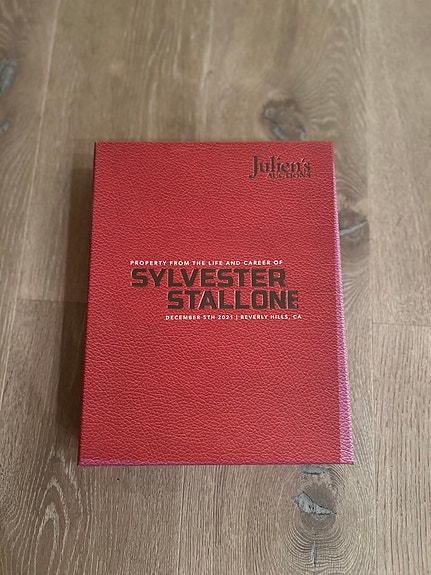 Julien's
AUCTIONS
PROPERTY FROM THE LIFE AND CAREER OF
SYLVESTER
STALLONE
DECEMBER 5TH 2021 | BEVERLY HILLS, CA